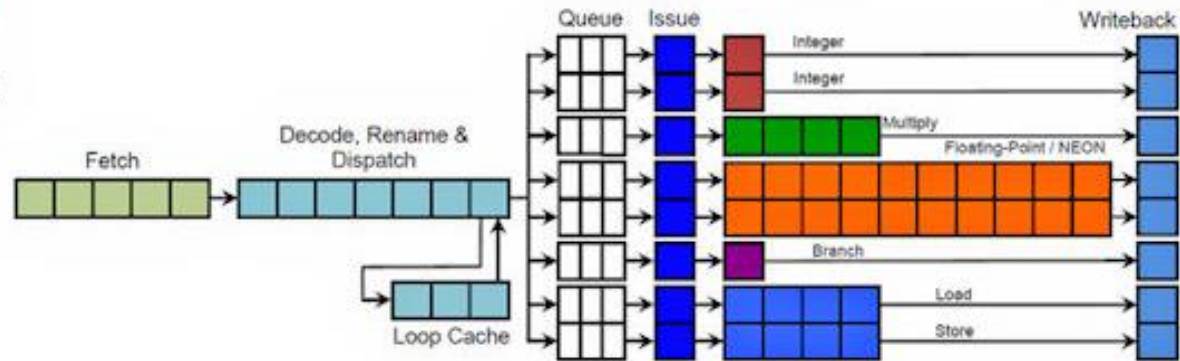 Queue
Issue
Writeback
Integer
Integer
Decode, Rename &
Dispatch
Multiply
Fetch
Floating-Point / NEON
Branch
Load
Loop Cache
Store